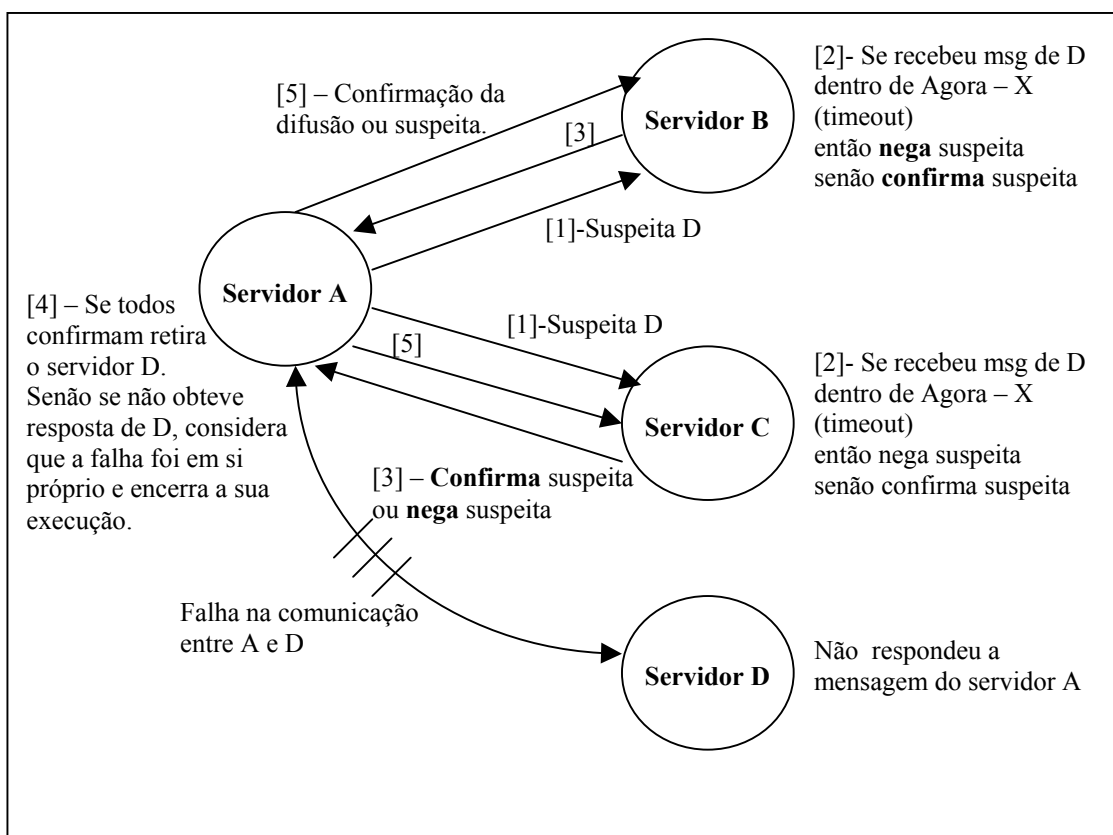 [5] – Confirmação da
difusão ou suspeita.
Servidor B
[2]- Se recebeu msg de D
dentro de Agora – X
(timeout)
então nega suspeita
senão confirma suspeita
[3]
[1]-Suspeita D
Servidor A
[4] – Se todos
confirmam retira
o servidor D.
Senão se não obteve
resposta de D, considera
que a falha foi em si
próprio e encerra a sua
execução.
[1]-Suspeita D
[5]
Servidor C
[2]- Se recebeu msg de D
dentro de Agora – X
(timeout)
então nega suspeita
senão confirma suspeita
[3] – Confirma suspeita
ou nega suspeita
Falha na comunicação
entre A e D
Servidor D
Não respondeu a
mensagem do servidor A